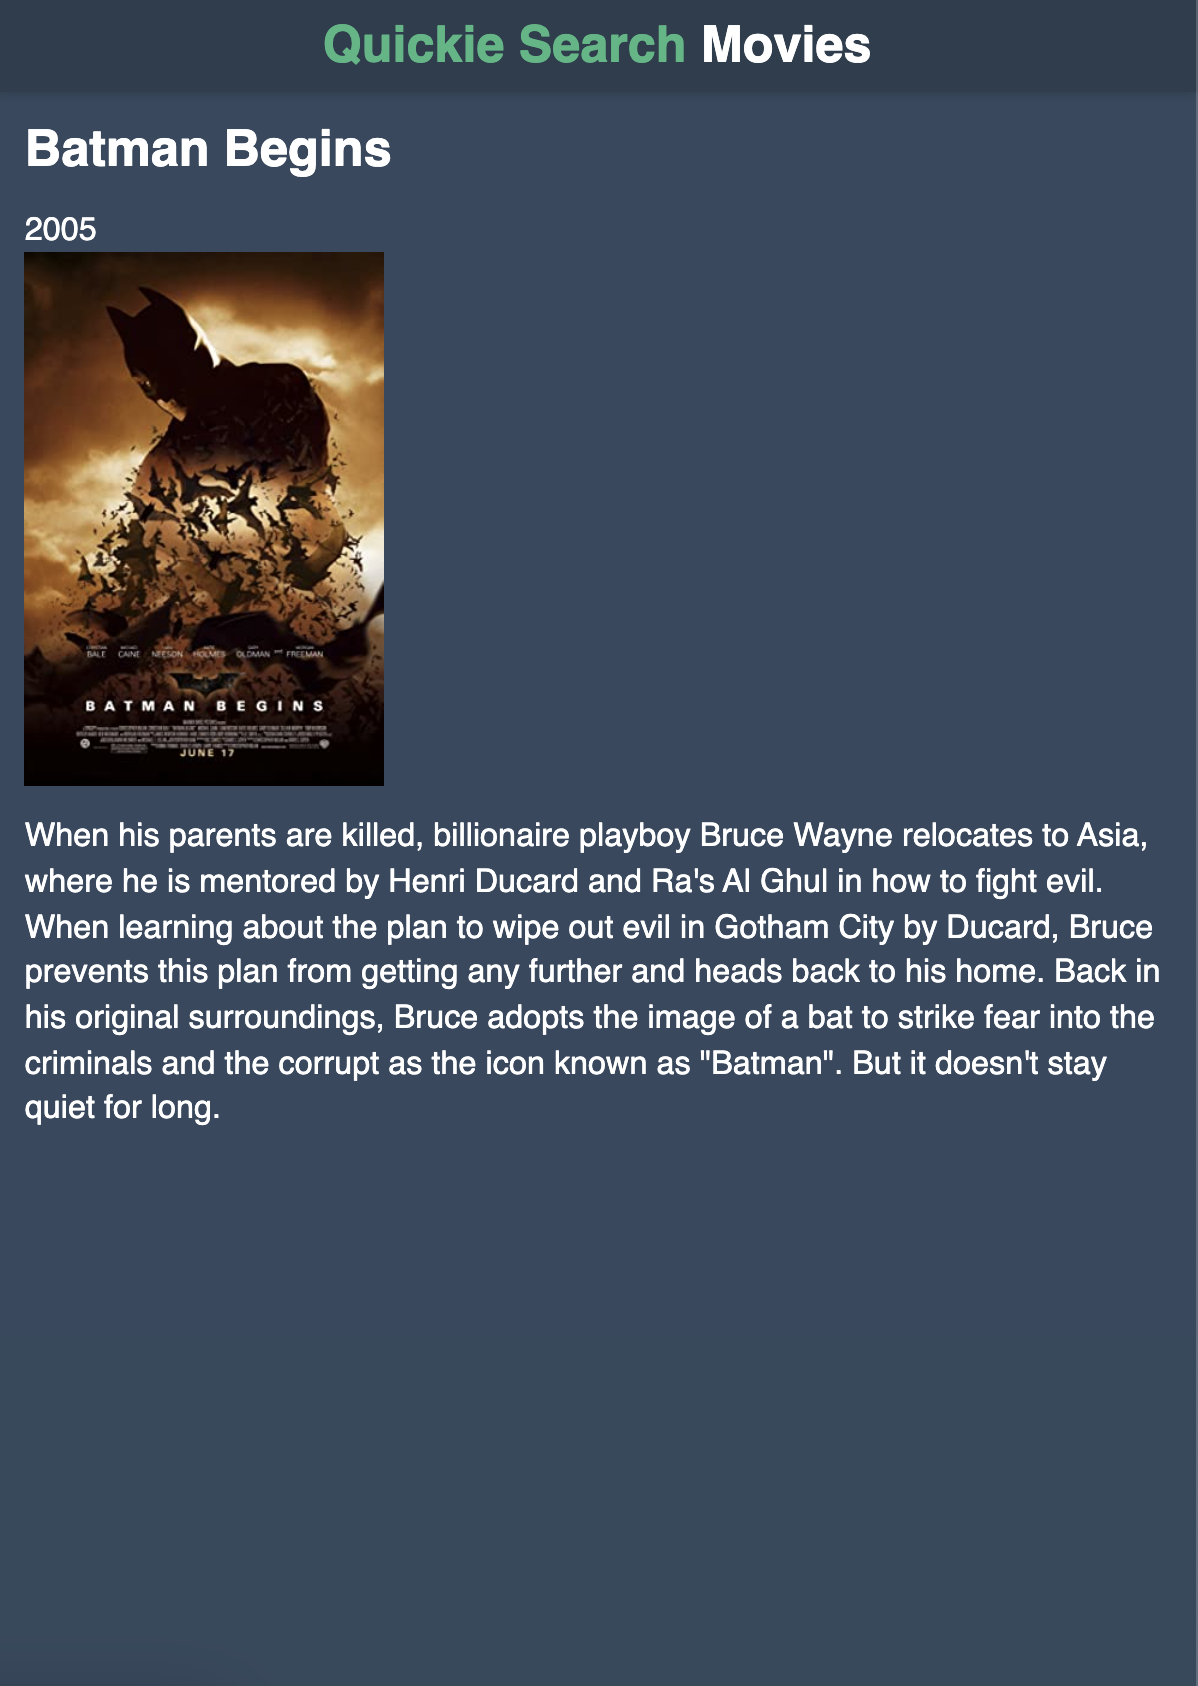 Quickie Search Movies
Batman Begins
2005
BALE CAINE NEESON HOLMES OLDMAN FREEMAN
BATMAN BEGINS
JUNE 17
When his parents are killed, billionaire playboy Bruce Wayne relocates to Asia,
where he is mentored by Henri Ducard and Ra's Al Ghul in how to fight evil.
When learning about the plan to wipe out evil in Gotham City by Ducard, Bruce
prevents this plan from getting any further and heads back to his home. Back in
his original surroundings, Bruce adopts the image of a bat to strike fear into the
criminals and the corrupt as the icon known as "Batman". But it doesn't stay
quiet for long.